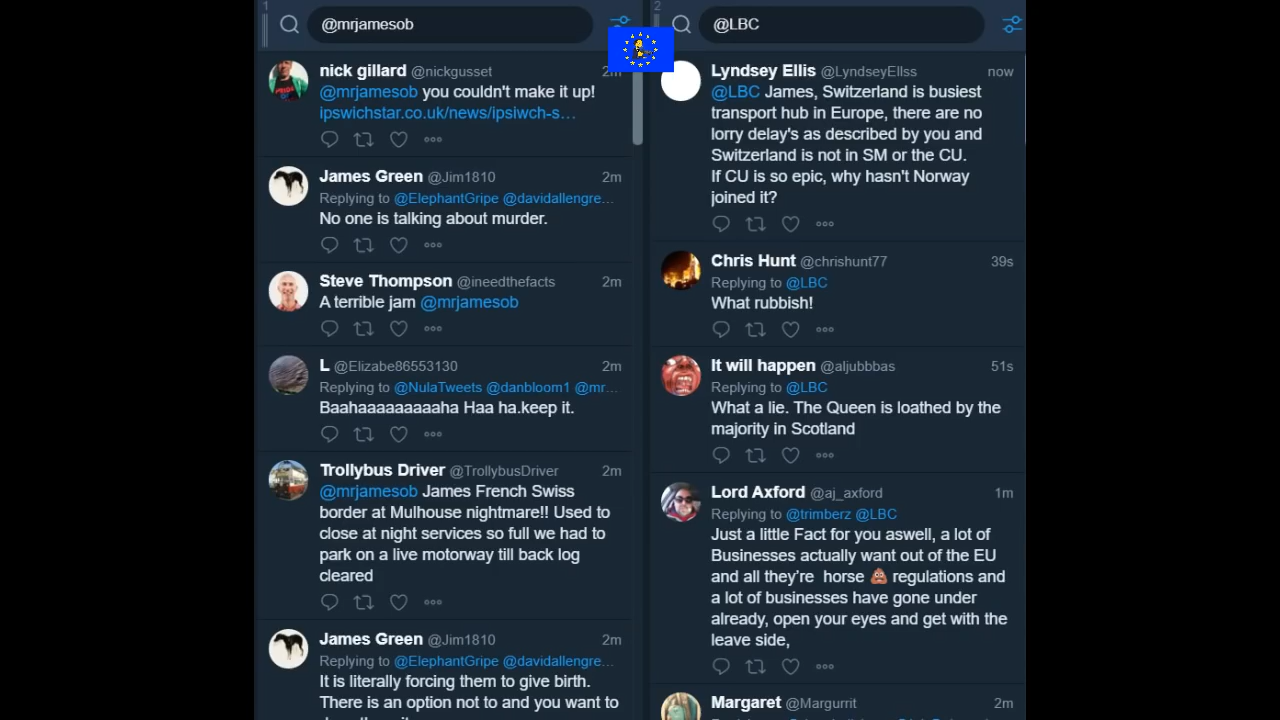 1
@mrjamesob
nick gillard @nickgusset 2m
@mrjamesob you couldn't make it up!
ipswichstar.co.uk/news/ipsiwch-s…
James Green @Jim1810 2m
Replying to @ElephantGripe @davidallengre…
No one is talking about murder.
Steve Thompson @ineedthefacts 2m
A terrible jam @mrjamesob
L @Elizabe86553130 2m
Replying to @NulaTweets @danbloom1 @mr…
Baahaaaaaaaaaha Haa ha.keep it.
Trollybus Driver @TrollybusDriver 2m
@mrjamesob James French Swiss
border at Mulhouse nightmare!! Used to
close at night services so full we had to
park on a live motorway till back log
cleared
James Green @Jim1810 2m
Replying to @ElephantGripe @davidallengre…
It is literally forcing them to give birth.
There is an option not to and you want to
2
@LBC
Lyndsey Ellis @LyndseyEllss now
@LBC James, Switzerland is busiest
transport hub in Europe, there are no
lorry delay's as described by you and
Switzerland is not in SM or the CU.
If CU is so epic, why hasn't Norway
joined it?
Chris Hunt @chrishunt77 39s
Replying to @LBC
What rubbish!
It will happen @aljubbbas 51s
Replying to @LBC
What a lie. The Queen is loathed by the
majority in Scotland
Lord Axford @aj_axford 1m
Replying to @trimberz @LBC
Just a little Fact for you aswell, a lot of
Businesses actually want out of the EU
and all they're horse 💩 regulations and
a lot of businesses have gone under
already, open your eyes and get with the
leave side,
Margaret @Margurrit 2m